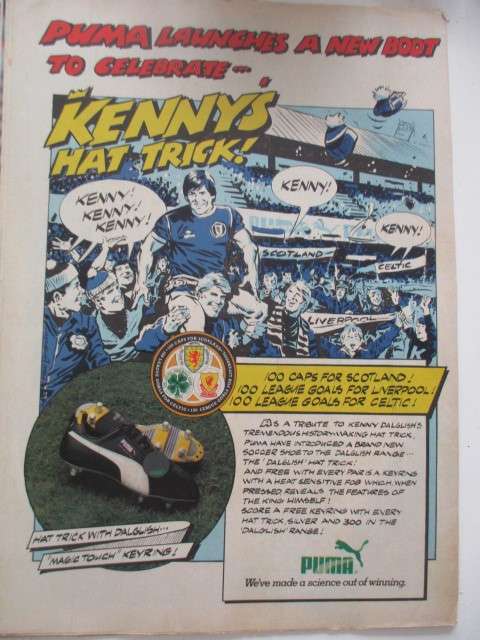 PUMA LAUNCHES A NEW BOOT
TO CELEBRATE...
KENNY'S
HAT TRICK!
KENNY!
KENNY!
KENNY!
KENNY!
KENNY!
PUMA
SCOTLAND
CELTIC
LIVERPOOL
100 CAPS FOR SCOTLAND!
100 LEAGUE GOALS FOR LIVERPOOL!
100 LEAGUE GOALS FOR CELTIC!
AS A TRIBUTE TO KENNY DALGLISH'S
TREMENDOUS HISTORY-MAKING HAT TRICK,
PUMA HAVE INTRODUCED A BRAND NEW
SOCCER SHOE TO THE DALGLISH RANGE...
THE 'DALGLISH' HAT TRICK!
AND FREE WITH EVERY PAIR IS A KEYRING
WITH A HEAT SENSITIVE FOB WHICH, WHEN
PRESSED REVEALS THE FEATURES OF
THE KING HIMSELF!
SCORE A FREE KEYRING WITH EVERY
HAT TRICK, SILVER AND 300 IN THE
'DALGLISH' RANGE!
HAT TRICK WITH DALGLISH...
"MAGIC TOUCH" KEYRING!
PUMA
We've made a science out of winning.